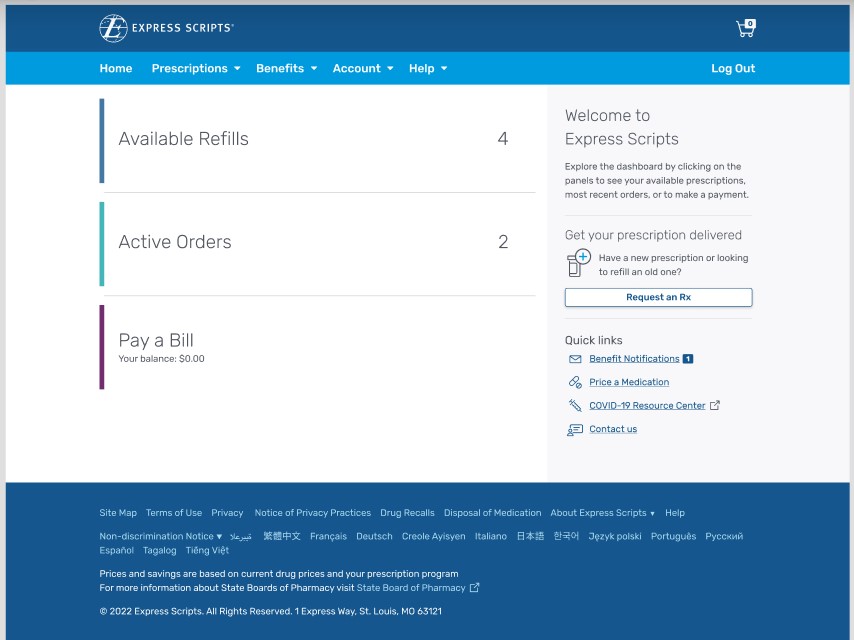 EXPRESS SCRIPTS®
0
Home Prescriptions Benefits Account Help Log Out
Available Refills 4
Active Orders 2
Pay a Bill
Your balance: $0.00
Welcome to
Express Scripts
Explore the dashboard by clicking on the
panels to see your available prescriptions,
most recent orders, or to make a payment.
Get your prescription delivered
Have a new prescription or looking
to refill an old one?
Request an Rx
Quick links
Benefit Notifications 1
Price a Medication
COVID-19 Resource Center
Contact us
Site Map Terms of Use Privacy Notice of Privacy Practices Drug Recalls Disposal of Medication About Express Scripts ▼ Help
Non-discrimination Notice ▼ 繁體中文 Français Deutsch Creole Ayisyen Italiano 日本語 한국어 Język polski Português Русский
Español Tagalog Tiếng Việt
Prices and savings are based on current drug prices and your prescription program
For more information about State Boards of Pharmacy visit State Board of Pharmacy
© 2022 Express Scripts. All Rights Reserved. 1 Express Way, St. Louis, MO 63121